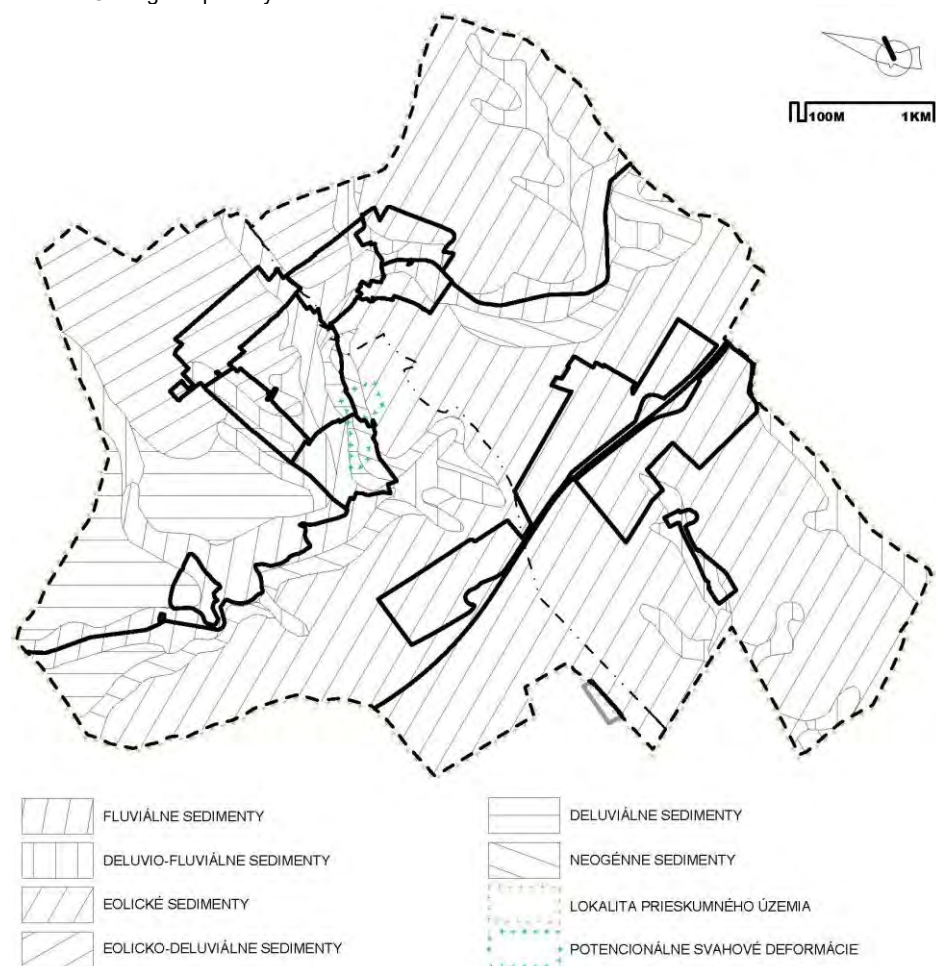 100M 1KM
FLUVIÁLNE SEDIMENTY
DELUVIO-FLUVIÁLNE SEDIMENTY
EOLICKÉ SEDIMENTY
EOLICKO-DELUVIÁLNE SEDIMENTY
DELUVIÁLNE SEDIMENTY
NEOGÉNNE SEDIMENTY
LOKALITA PRIESKUMNÉHO ÚZEMIA
POTENCIONÁLNE SVAHOVÉ DEFORMÁCIE